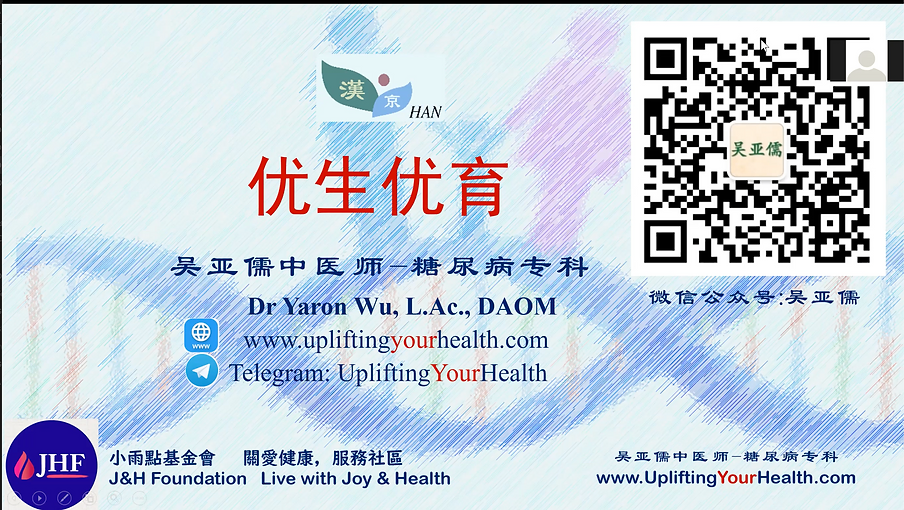 漢
京
HAN
优生优育
吴亚儒中医师-糖尿病专科
Dr Yaron Wu, L.Ac., DAOM
www
www.upliftingyourhealth.com
Telegram: UpliftingYourHealth
吴亚儒
微信公众号:吴亚儒
JHF
小雨點基金會 關愛健康，服務社區
J&H Foundation Live with Joy & Health
吴亚儒中医师-糖尿病专科
www.UpliftingYourHealth.com